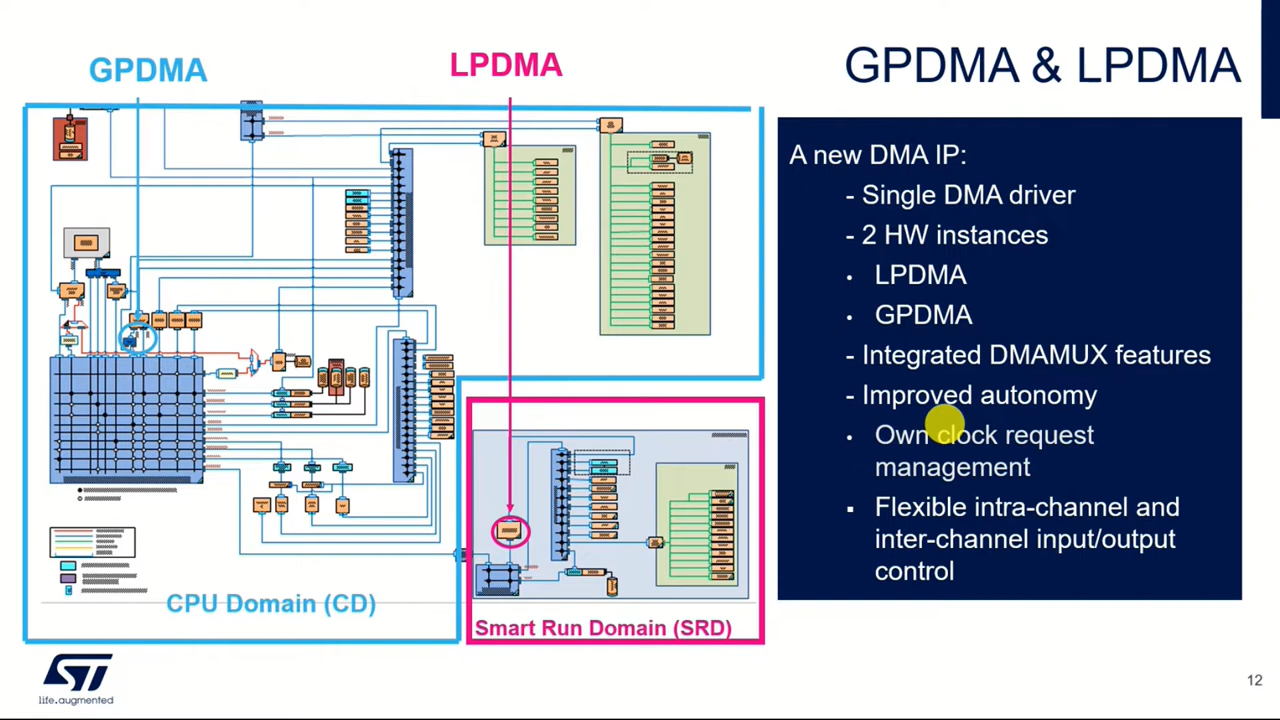 GPDMA
LPDMA
GPDMA & LPDMA
CPU Domain (CD)
Smart Run Domain (SRD)
A new DMA IP:
- Single DMA driver
- 2 HW instances
• LPDMA
• GPDMA
- Integrated DMAMUX features
- Improved autonomy
• Own clock request
management
▪ Flexible intra-channel and
inter-channel input/output
control
ST
life.augmented
12